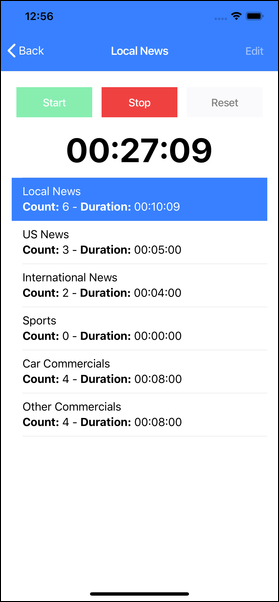 12:56
Back Local News Edit
Start Stop Reset
00:27:09
Local News
Count: 6 - Duration: 00:10:09
US News
Count: 3 - Duration: 00:05:00
International News
Count: 2 - Duration: 00:04:00
Sports
Count: 0 - Duration: 00:00:00
Car Commercials
Count: 4 - Duration: 00:08:00
Other Commercials
Count: 4 - Duration: 00:08:00